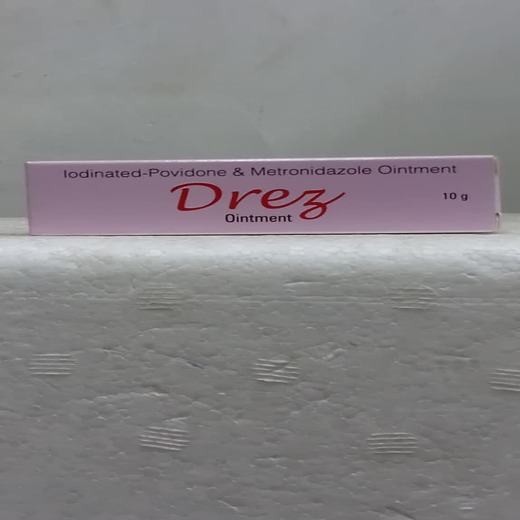 Iodinated-Povidone & Metronidazole Ointment
Drez
10 g
Ointment